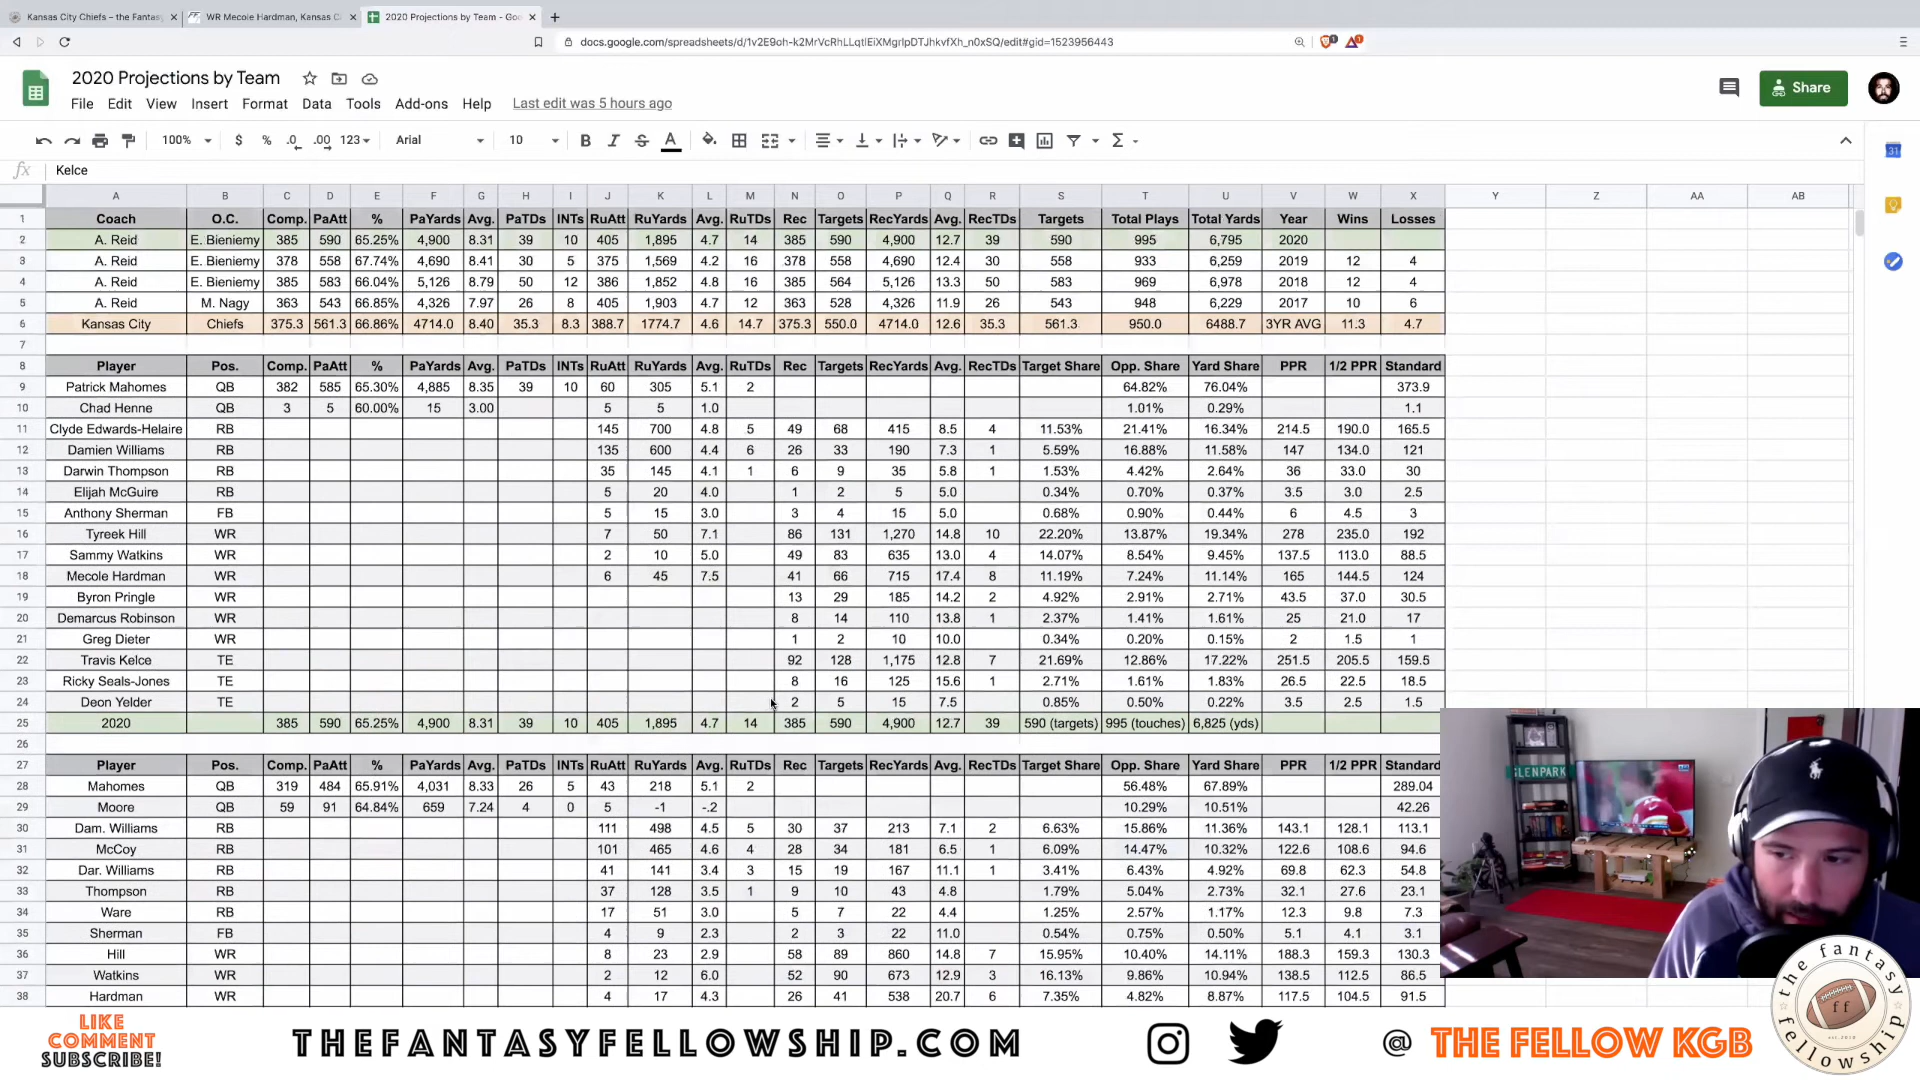 Kansas City Chiefs – the Fantasy × WR Mecole Hardman, Kansas C × 2020 Projections by Team - Goo × +
docs.google.com/spreadsheets/d/1v2E9oh-k2MrVcRhLLqtlEiXMgrlpDTJhkvfXh_n0xSQ/edit#gid=1523956443
2020 Projections by Team
Share
File Edit View Insert Format Data Tools Add-ons Help Last edit was 5 hours ago
100% $ % .0 .00 123 Arial 10 B I S A
31
fx Kelce
A B C D E F G H I J K L M N O P Q R S T U V W X Y Z AA AB
1 Coach O.C. Comp. PaAtt % PaYards Avg. PaTDs INTs RuAtt RuYards Avg. RuTDs Rec Targets RecYards Avg. RecTDs Targets Total Plays Total Yards Year Wins Losses
2 A. Reid E. Bieniemy 385 590 65.25% 4,900 8.31 39 10 405 1,895 4.7 14 385 590 4,900 12.7 39 590 995 6,795 2020
3 A. Reid E. Bieniemy 378 558 67.74% 4,690 8.41 30 5 375 1,569 4.2 16 378 558 4,690 12.4 30 558 933 6,259 2019 12 4
4 A. Reid E. Bieniemy 385 583 66.04% 5,126 8.79 50 12 386 1,852 4.8 16 385 564 5,126 13.3 50 583 969 6,978 2018 12 4
5 A. Reid M. Nagy 363 543 66.85% 4,326 7.97 26 8 405 1,903 4.7 12 363 528 4,326 11.9 26 543 948 6,229 2017 10 6
6 Kansas City Chiefs 375.3 561.3 66.86% 4714.0 8.40 35.3 8.3 388.7 1774.7 4.6 14.7 375.3 550.0 4714.0 12.6 35.3 561.3 950.0 6488.7 3YR AVG 11.3 4.7
7
8 Player Pos. Comp. PaAtt % PaYards Avg. PaTDs INTs RuAtt RuYards Avg. RuTDs Rec Targets RecYards Avg. RecTDs Target Share Opp. Share Yard Share PPR 1/2 PPR Standard
9 Patrick Mahomes QB 382 585 65.30% 4,885 8.35 39 10 60 305 5.1 2 64.82% 76.04% 373.9
10 Chad Henne QB 3 5 60.00% 15 3.00 5 5 1.0 1.01% 0.29% 1.1
11 Clyde Edwards-Helaire RB 145 700 4.8 5 49 68 415 8.5 4 11.53% 21.41% 16.34% 214.5 190.0 165.5
12 Damien Williams RB 135 600 4.4 6 26 33 190 7.3 1 5.59% 16.88% 11.58% 147 134.0 121
13 Darwin Thompson RB 35 145 4.1 1 6 9 35 5.8 1 1.53% 4.42% 2.64% 36 33.0 30
14 Elijah McGuire RB 5 20 4.0 1 2 5 5.0 0.34% 0.70% 0.37% 3.5 3.0 2.5
15 Anthony Sherman FB 5 15 3.0 3 4 15 5.0 0.68% 0.90% 0.44% 6 4.5 3
16 Tyreek Hill WR 7 50 7.1 86 131 1,270 14.8 10 22.20% 13.87% 19.34% 278 235.0 192
17 Sammy Watkins WR 2 10 5.0 49 83 635 13.0 4 14.07% 8.54% 9.45% 137.5 113.0 88.5
18 Mecole Hardman WR 6 45 7.5 41 66 715 17.4 8 11.19% 7.24% 11.14% 165 144.5 124
19 Byron Pringle WR 13 29 185 14.2 2 4.92% 2.91% 2.71% 43.5 37.0 30.5
20 Demarcus Robinson WR 8 14 110 13.8 1 2.37% 1.41% 1.61% 25 21.0 17
21 Greg Dieter WR 1 2 10 10.0 0.34% 0.20% 0.15% 2 1.5 1
22 Travis Kelce TE 92 128 1,175 12.8 7 21.69% 12.86% 17.22% 251.5 205.5 159.5
23 Ricky Seals-Jones TE 8 16 125 15.6 1 2.71% 1.61% 1.83% 26.5 22.5 18.5
24 Deon Yelder TE 2 5 15 7.5 0.85% 0.50% 0.22% 3.5 2.5 1.5
25 2020 385 590 65.25% 4,900 8.31 39 10 405 1,895 4.7 14 385 590 4,900 12.7 39 590 (targets) 995 (touches) 6,825 (yds)
26
27 Player Pos. Comp. PaAtt % PaYards Avg. PaTDs INTs RuAtt RuYards Avg. RuTDs Rec Targets RecYards Avg. RecTDs Target Share Opp. Share Yard Share PPR 1/2 PPR Standard
28 Mahomes QB 319 484 65.91% 4,031 8.33 26 5 43 218 5.1 2 56.48% 67.89% 289.04
29 Moore QB 59 91 64.84% 659 7.24 4 0 5 -1 -.2 10.29% 10.51% 42.26
30 Dam. Williams RB 111 498 4.5 5 30 37 213 7.1 2 6.63% 15.86% 11.36% 143.1 128.1 113.1
31 McCoy RB 101 465 4.6 4 28 34 181 6.5 1 6.09% 14.47% 10.32% 122.6 108.6 94.6
32 Dar. Williams RB 41 141 3.4 3 15 19 167 11.1 1 3.41% 6.43% 4.92% 69.8 62.3 54.8
33 Thompson RB 37 128 3.5 1 9 10 43 4.8 1.79% 5.04% 2.73% 32.1 27.6 23.1
34 Ware RB 17 51 3.0 5 7 22 4.4 1.25% 2.57% 1.17% 12.3 9.8 7.3
35 Sherman FB 4 9 2.3 2 3 22 11.0 0.54% 0.75% 0.50% 5.1 4.1 3.1
36 Hill WR 8 23 2.9 58 89 860 14.8 7 15.95% 10.40% 14.11% 188.3 159.3 130.3
37 Watkins WR 2 12 6.0 52 90 673 12.9 3 16.13% 9.86% 10.94% 138.5 112.5 86.5
38 Hardman WR 4 17 4.3 26 41 538 20.7 6 7.35% 4.82% 8.87% 117.5 104.5 91.5
GLENPARK
LIKE
COMMENT
SUBSCRIBE!
THEFANTASYFELLOWSHIP.COM
@ THE FELLOW KGB
the fantasy
ff
fellowship